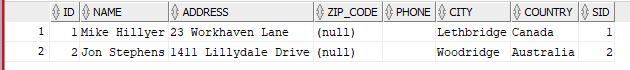 ID NAME ADDRESS ZIP_CODE PHONE CITY COUNTRY SID
1 1 Mike Hillyer 23 Workhaven Lane (null) Lethbridge Canada 1
2 2 Jon Stephens 1411 Lillydale Drive (null) Woodridge Australia 2